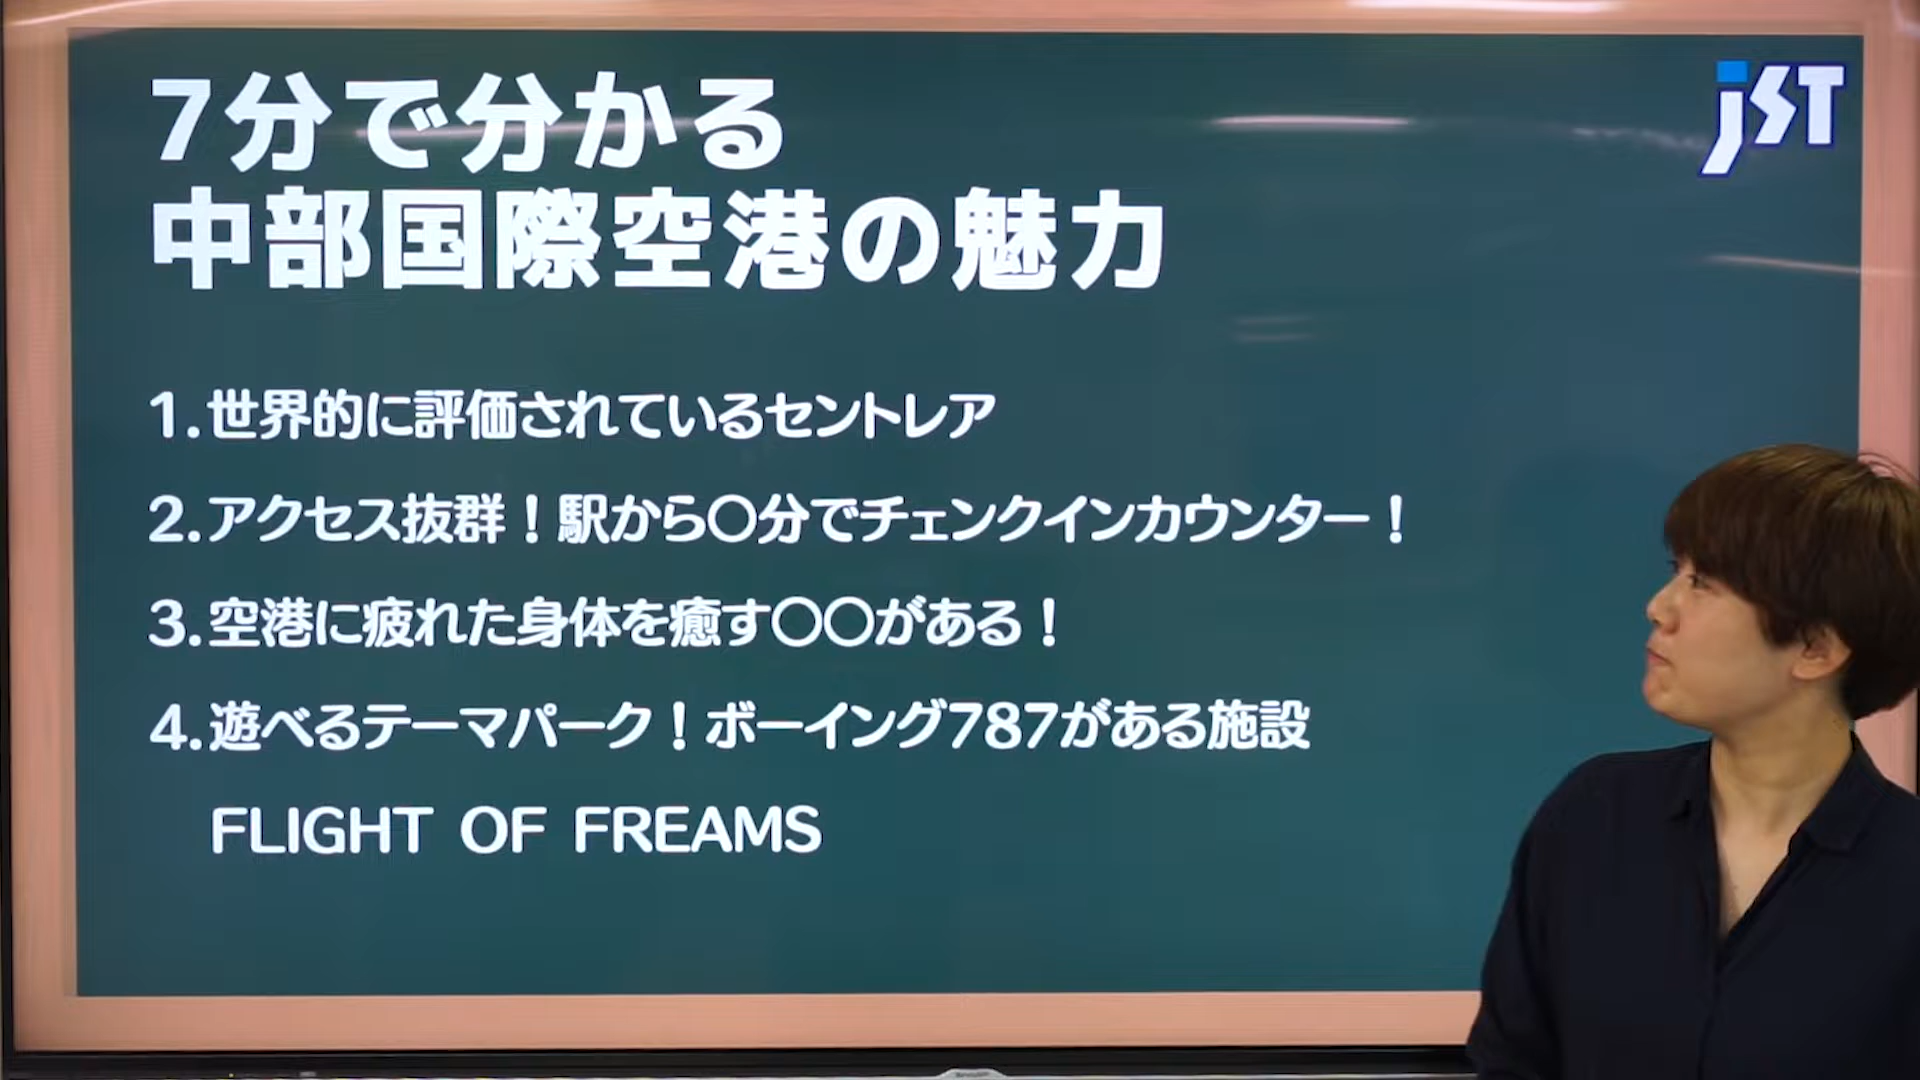 7分で分かる
中部国際空港の魅力
jST
1.世界的に評価されているセントレア
2.アクセス抜群！駅から〇分でチェンクインカウンター！
3.空港に疲れた身体を癒す〇〇がある！
4.遊べるテーマパーク！ボーイング787がある施設
FLIGHT OF FREAMS